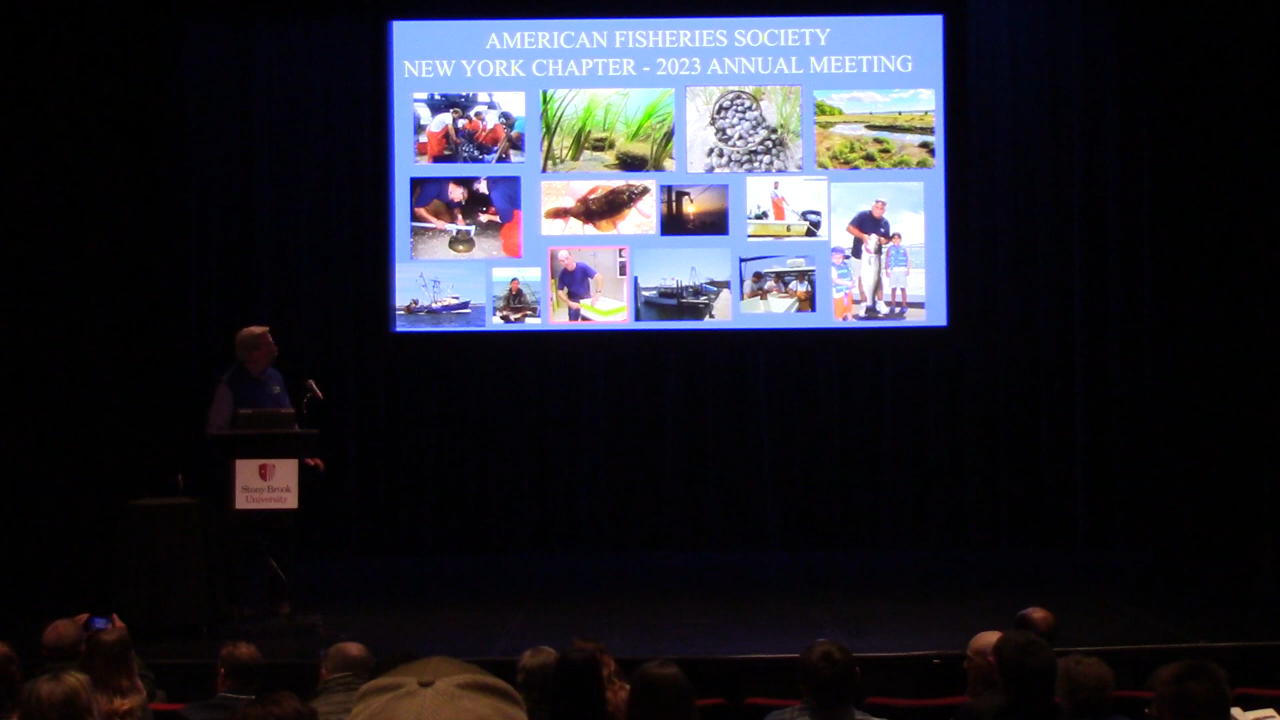 AMERICAN FISHERIES SOCIETY
NEW YORK CHAPTER - 2023 ANNUAL MEETING
Stony Brook
University